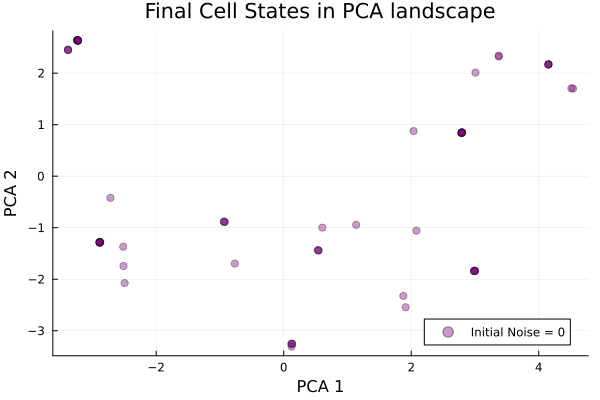 Final Cell States in PCA landscape
PCA 2
2
1
0
−1
−2
−3
−2
0
2
4
PCA 1
Initial Noise = 0